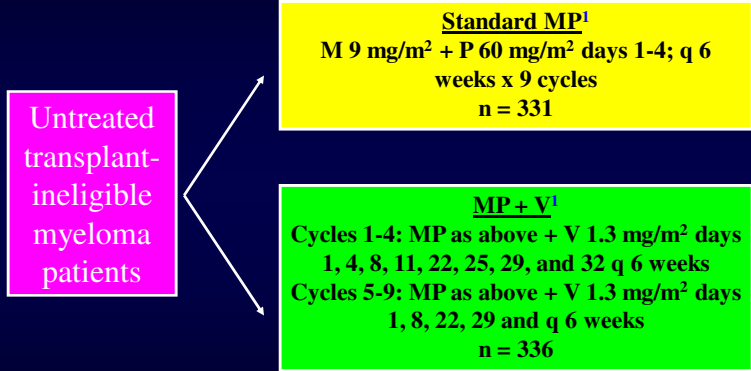 Untreated
transplant-
ineligible
myeloma
patients
Standard MP¹
M 9 mg/m² + P 60 mg/m² days 1-4; q 6
weeks x 9 cycles
n = 331
MP + V¹
Cycles 1-4: MP as above + V 1.3 mg/m² days
1, 4, 8, 11, 22, 25, 29, and 32 q 6 weeks
Cycles 5-9: MP as above + V 1.3 mg/m² days
1, 8, 22, 29 and q 6 weeks
n = 336